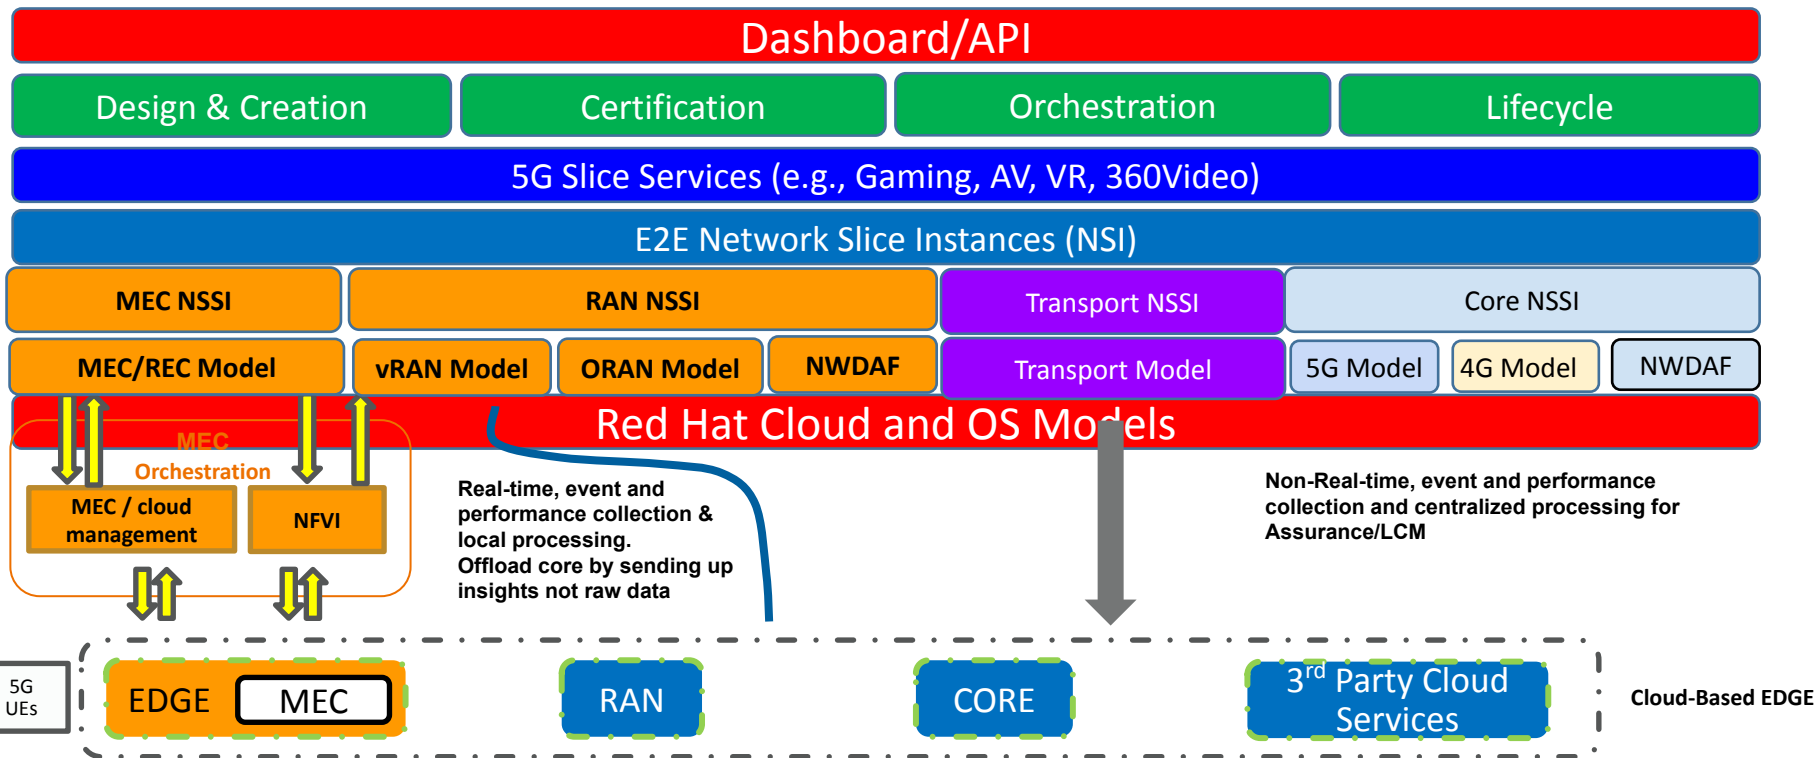 Dashboard/API
Design & Creation
Certification
Orchestration
Lifecycle
5G Slice Services (e.g., Gaming, AV, VR, 360Video)
E2E Network Slice Instances (NSI)
MEC NSSI
RAN NSSI
Transport NSSI
Core NSSI
MEC/REC Model
vRAN Model
ORAN Model
NWDAF
Transport Model
5G Model
4G Model
NWDAF
Red Hat Cloud and OS Models
MEC
Orchestration
MEC / cloud
management
NFVI
Real-time, event and
performance collection &
local processing.
Offload core by sending up
insights not raw data
Non-Real-time, event and performance
collection and centralized processing for
Assurance/LCM
5G
UEs
EDGE
MEC
RAN
CORE
3rd Party Cloud
Services
Cloud-Based EDGE